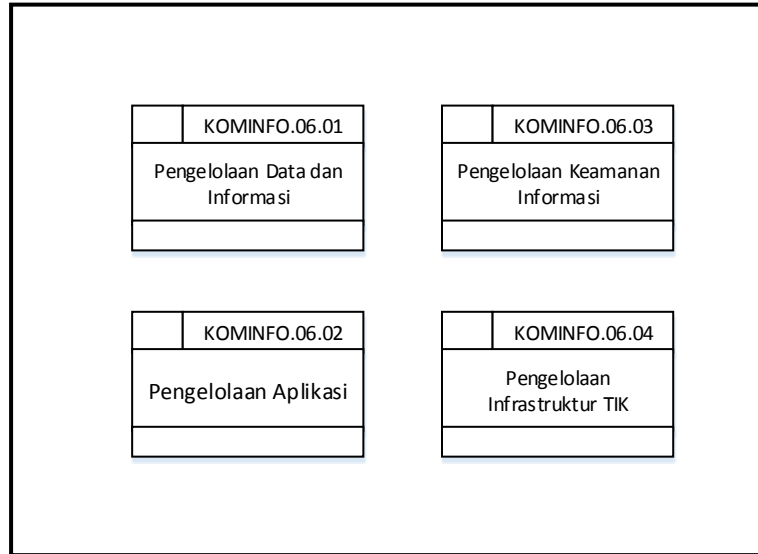 KOMINFO.06.01
Pengelolaan Data dan
Informasi
KOMINFO.06.03
Pengelolaan Keamanan
Informasi
KOMINFO.06.02
Pengelolaan Aplikasi
KOMINFO.06.04
Pengelolaan
Infrastruktur TIK